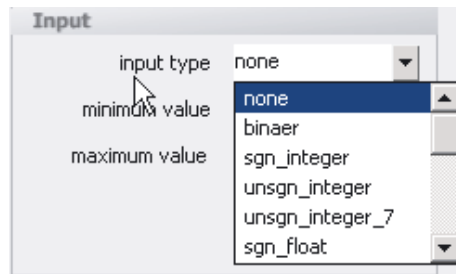 Input
input type none
none
minimum value
binaer
maximum value
sgn_integer
unsgn_integer
unsgn_integer_7
sgn_float